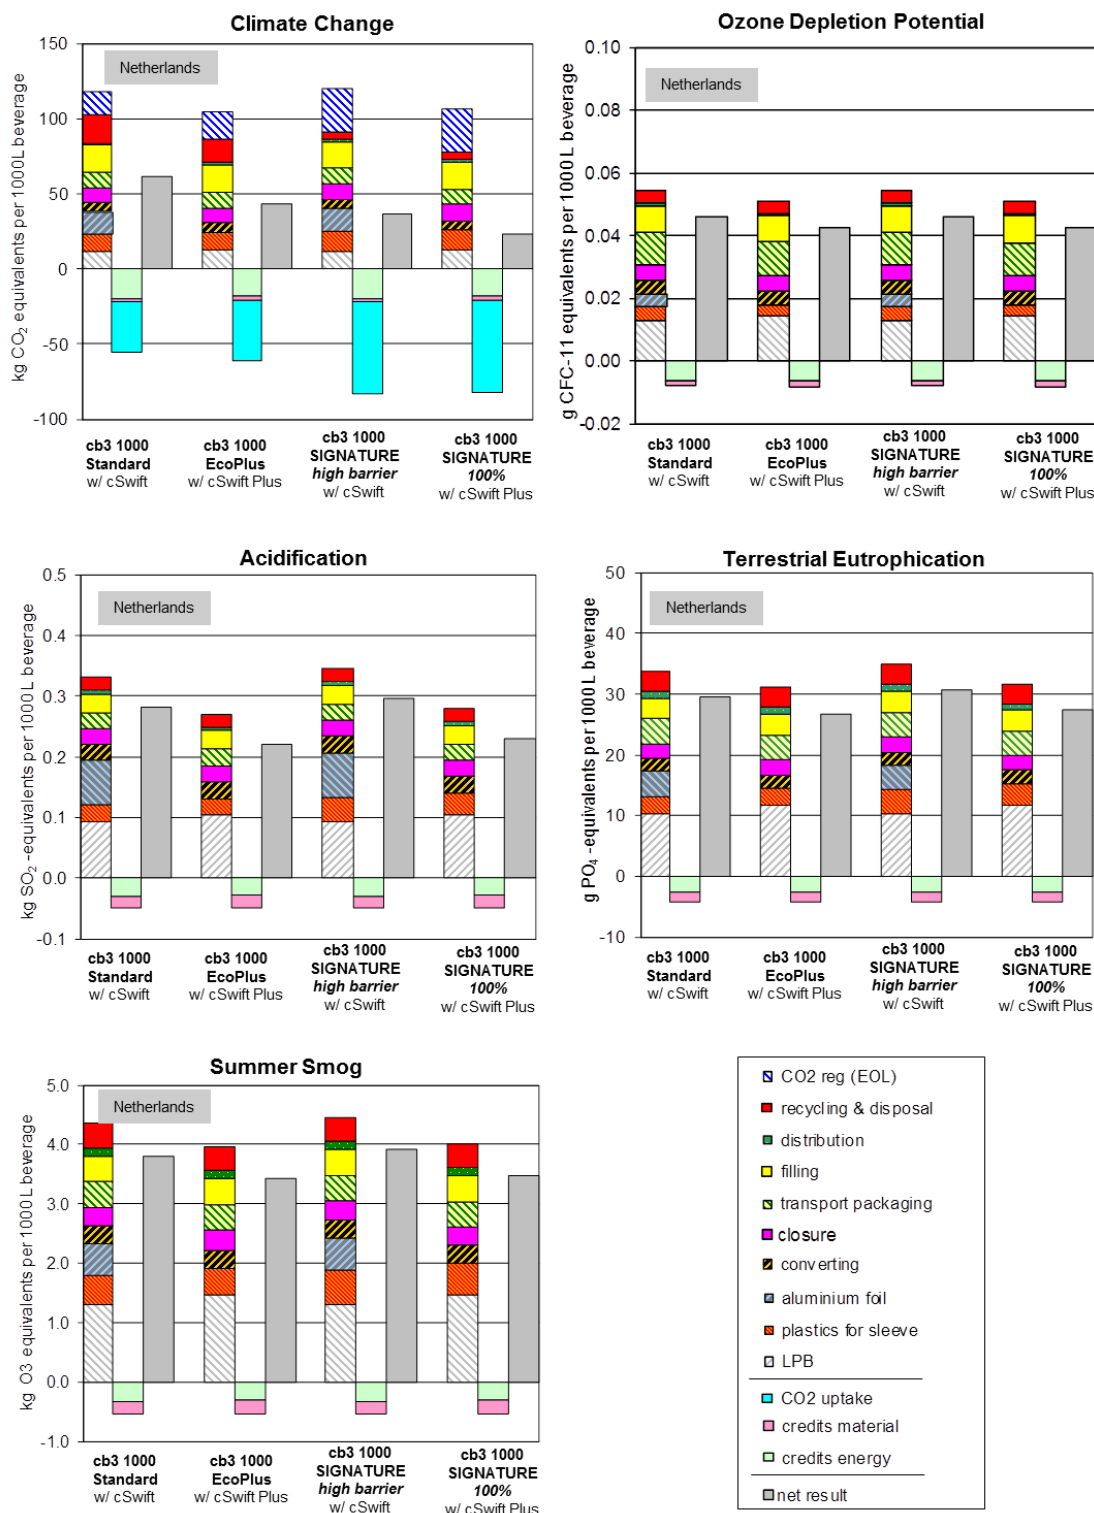 Climate Change
kg CO2 equivalents per 1000L beverage
150
100
50
0
-50
-100
Netherlands
cb3 1000
Standard
w/ cSwift
cb3 1000
EcoPlus
w/ cSwift Plus
cb3 1000
SIGNATURE
high barrier
w/ cSwift
cb3 1000
SIGNATURE
100%
w/ cSwift Plus
Ozone Depletion Potential
g CFC-11 equivalents per 1000 L beverage
0.10
0.08
0.06
0.04
0.02
0.00
-0.02
Netherlands
cb3 1000
Standard
w/ cSwift
cb3 1000
EcoPlus
w/ cSwift Plus
cb3 1000
SIGNATURE
high barrier
w/ cSwift
cb3 1000
SIGNATURE
100%
w/ cSwift Plus
Acidification
kg SO2 -equivalents per 1000L beverage
0.5
0.4
0.3
0.2
0.1
0.0
-0.1
Netherlands
cb3 1000
Standard
w/ cSwift
cb3 1000
EcoPlus
w/ cSwift Plus
cb3 1000
SIGNATURE
high barrier
w/ cSwift
cb3 1000
SIGNATURE
100%
w/ cSwift Plus
Terrestrial Eutrophication
g PO4 -equivalents per 1000L beverage
50
40
30
20
10
0
-10
Netherlands
cb3 1000
Standard
w/ cSwift
cb3 1000
EcoPlus
w/ cSwift Plus
cb3 1000
SIGNATURE
high barrier
w/ cSwift
cb3 1000
SIGNATURE
100%
w/ cSwift Plus
Summer Smog
kg O3 equivalents per 1000L beverage
5.0
4.0
3.0
2.0
1.0
0.0
-1.0
Netherlands
cb3 1000
Standard
w/ cSwift
cb3 1000
EcoPlus
w/ cSwift Plus
cb3 1000
SIGNATURE
high barrier
w/ cSwift
cb3 1000
SIGNATURE
100%
w/ cSwift Plus
CO2 reg (EOL)
recycling & disposal
distribution
filling
transport packaging
closure
converting
aluminium foil
plastics for sleeve
LPB
CO2 uptake
credits material
credits energy
net result